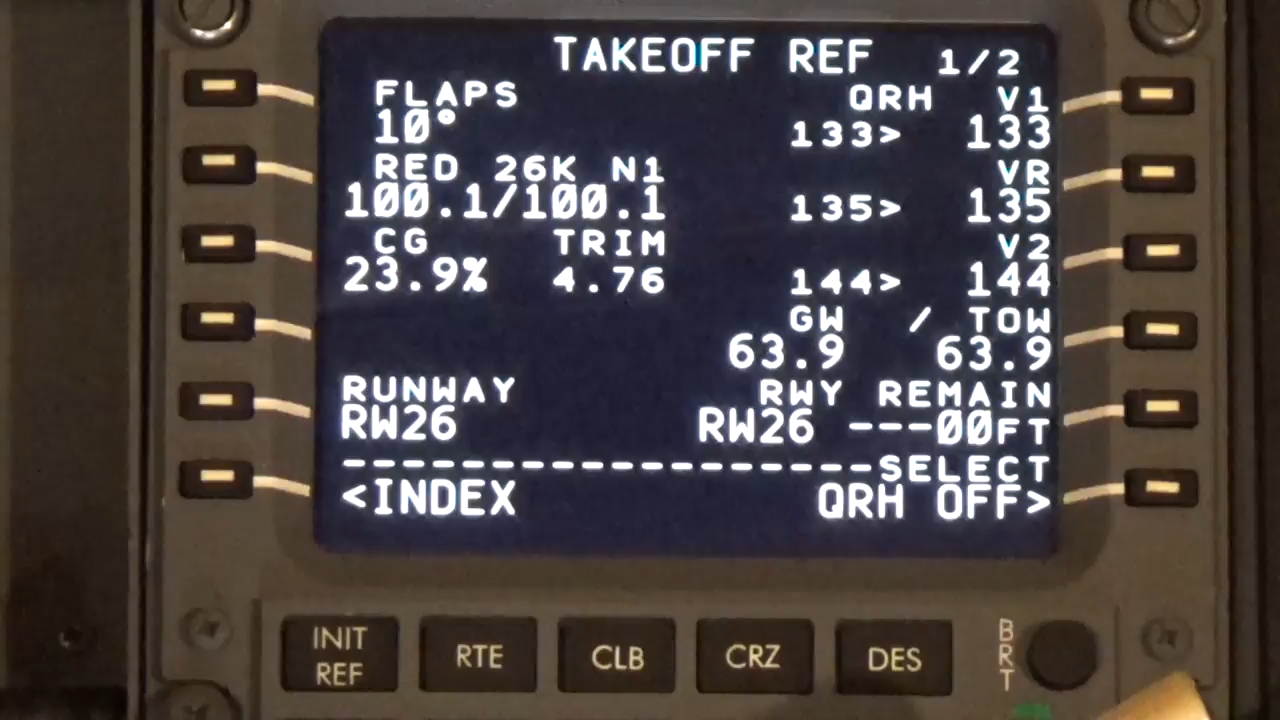 TAKEOFF REF 1/2
FLAPS QRH V1
10° 133> 133
RED 26K N1 VR
100.1/100.1 135> 135
CG TRIM V2
23.9% 4.76 144> 144
GW / TOW
63.9 63.9
RUNWAY RWY REMAIN
RW26 RW26 ---00FT
------------------SELECT
<INDEX QRH OFF>
INIT REF RTE CLB CRZ DES BRT